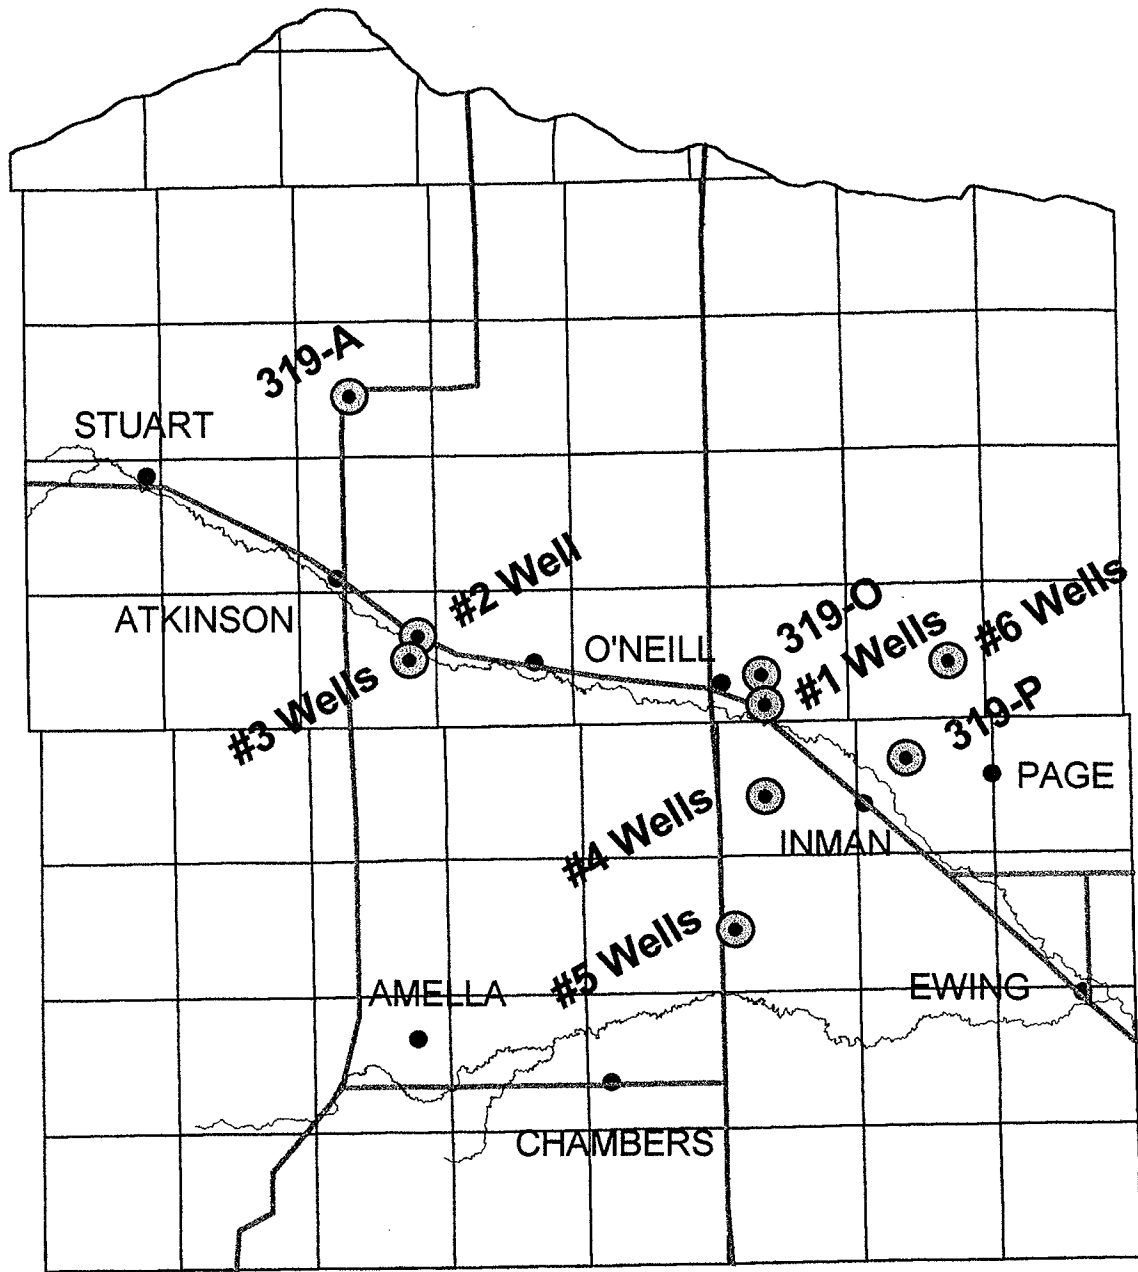 319-A
STUART
#2 Well
ATKINSON
319-O
O'NEILL
#6 Wells
#1 Wells
#3 Wells
319-P
PAGE
#4 Wells
INMAN
#5 Wells
AMELLA
EWING
CHAMBERS